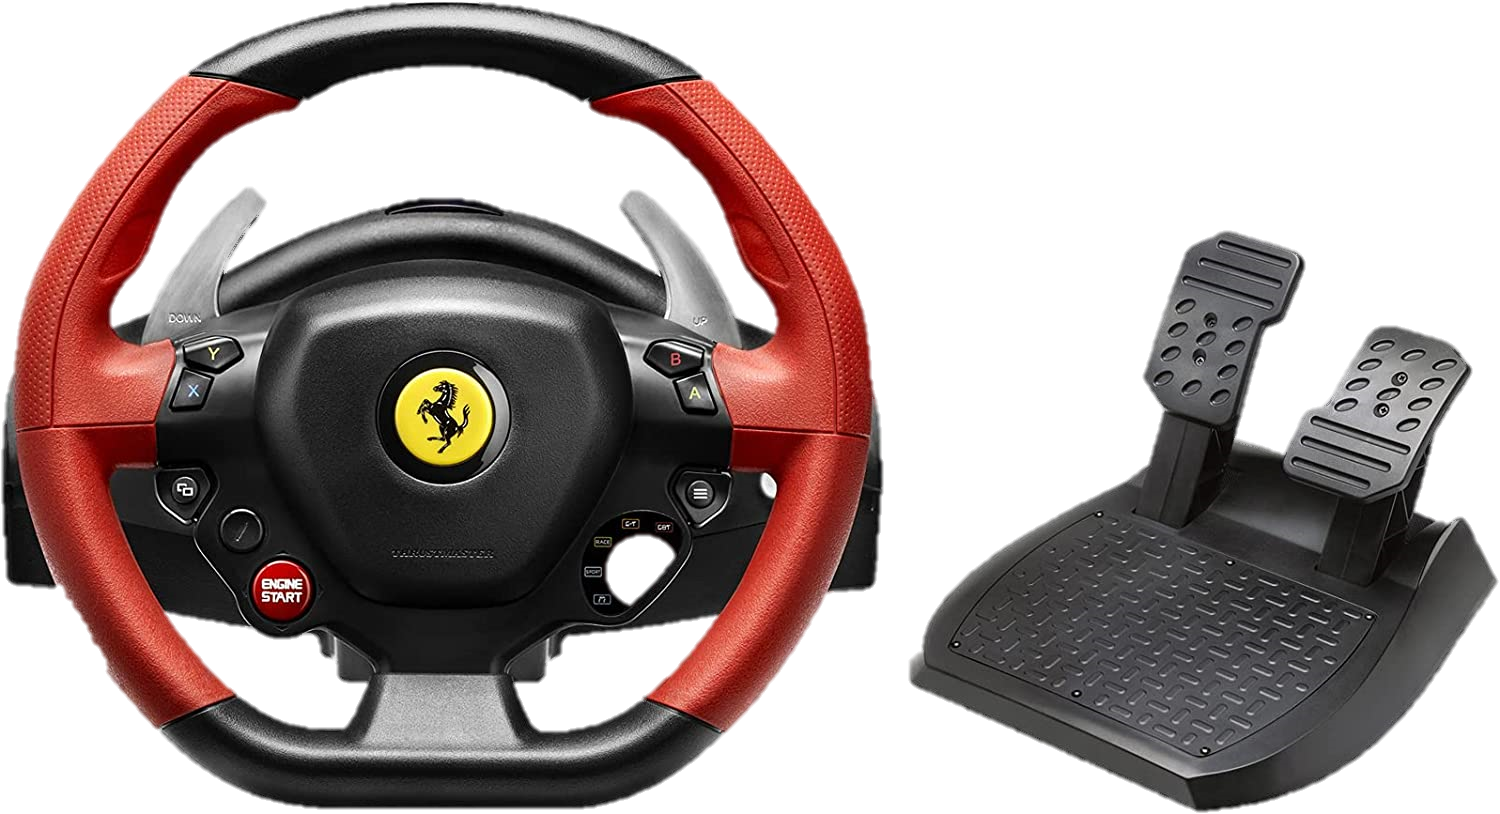 DOWN
UP
Y
B
X
A
THRUSTMASTER
ENGINE
START
RACE
SPORT